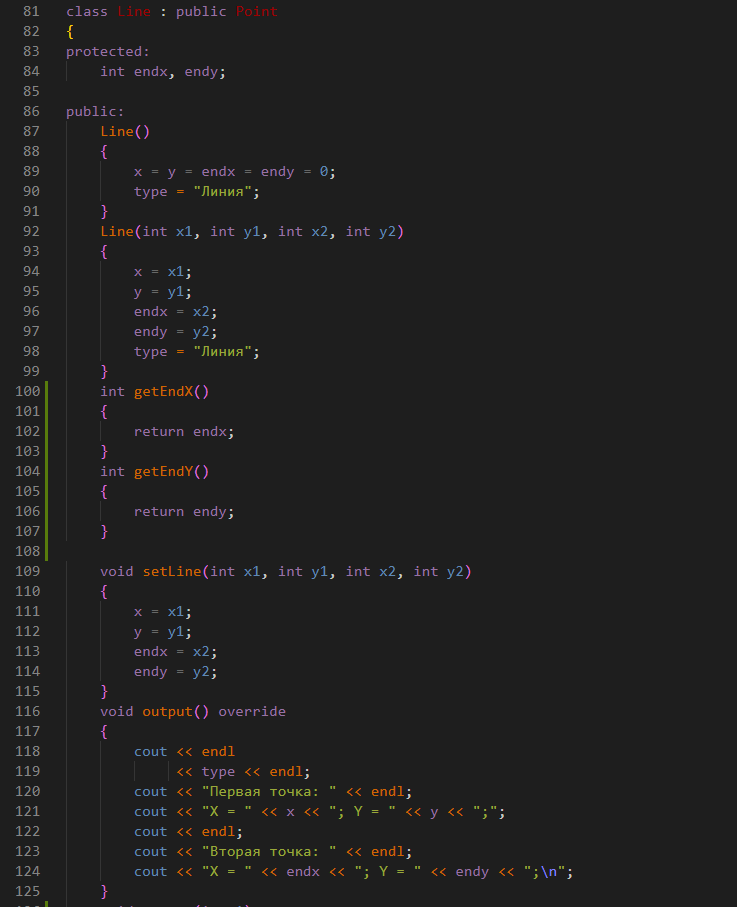 81 class Line : public Point
82 {
83 protected:
84 int endx, endy;
85
86 public:
87 Line()
88 {
89 x = y = endx = endy = 0;
90 type = "Линия";
91 }
92 Line(int x1, int y1, int x2, int y2)
93 {
94 x = x1;
95 y = y1;
96 endx = x2;
97 endy = y2;
98 type = "Линия";
99 }
100 int getEndX()
101 {
102 return endx;
103 }
104 int getEndY()
105 {
106 return endy;
107 }
108
109 void setLine(int x1, int y1, int x2, int y2)
110 {
111 x = x1;
112 y = y1;
113 endx = x2;
114 endy = y2;
115 }
116 void output() override
117 {
118 cout << endl
119 << type << endl;
120 cout << "Первая точка: " << endl;
121 cout << "X = " << x << "; Y = " << y << ";";
122 cout << endl;
123 cout << "Вторая точка: " << endl;
124 cout << "X = " << endx << "; Y = " << endy << ";\n";
125 }